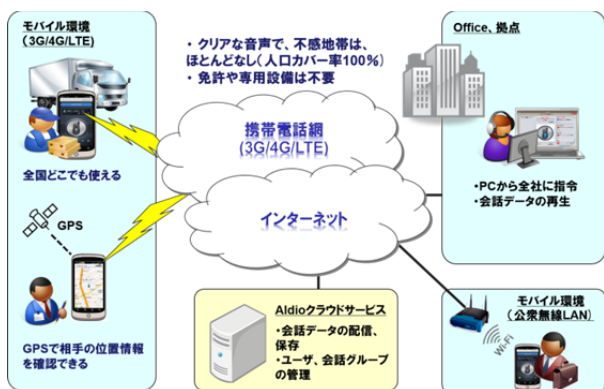 モバイル環境
(3G/4G/LTE)
全国どこでも使える
GPS
GPSで相手の位置情報
を確認できる
・クリアな音声で、不感地帯は、
ほとんどなし(人口カバー率100%)
・免許や専用設備は不要
携帯電話網
(3G/4G/LTE)
インターネット
Aldioクラウドサービス
・会話データの配信、
保存
・ユーザ、会話グループ
の管理
Office、拠点
・PCから全社に指令
・会話データの再生
モバイル環境
(公衆無線LAN)
Wi-Fi